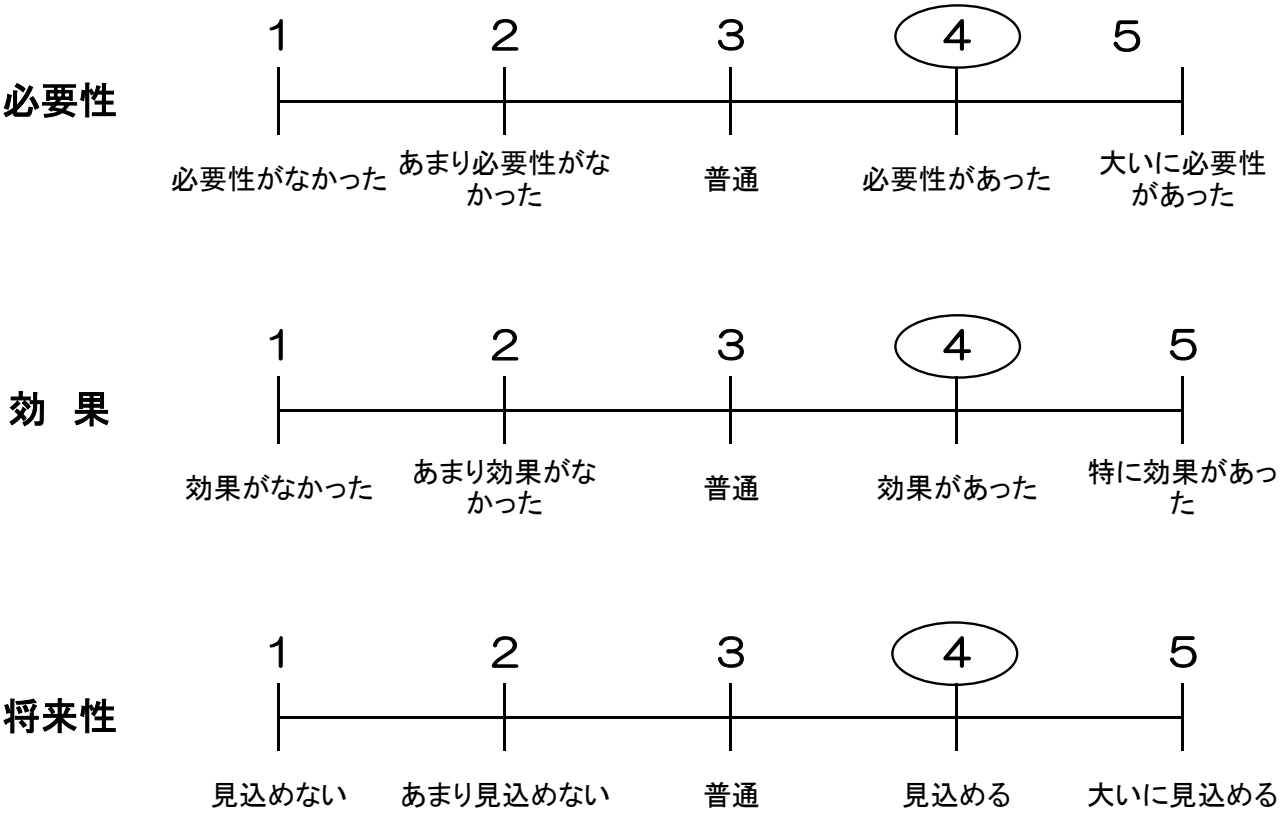 1 2 3 4 5
必要性
必要性がなかった
あまり必要性がな
かった
普通
必要性があった
大いに必要性
があった
1 2 3 4 5
効 果
効果がなかった
あまり効果がな
かった
普通
効果があった
特に効果があっ
た
1 2 3 4 5
将来性
見込めない
あまり見込めない
普通
見込める
大いに見込める